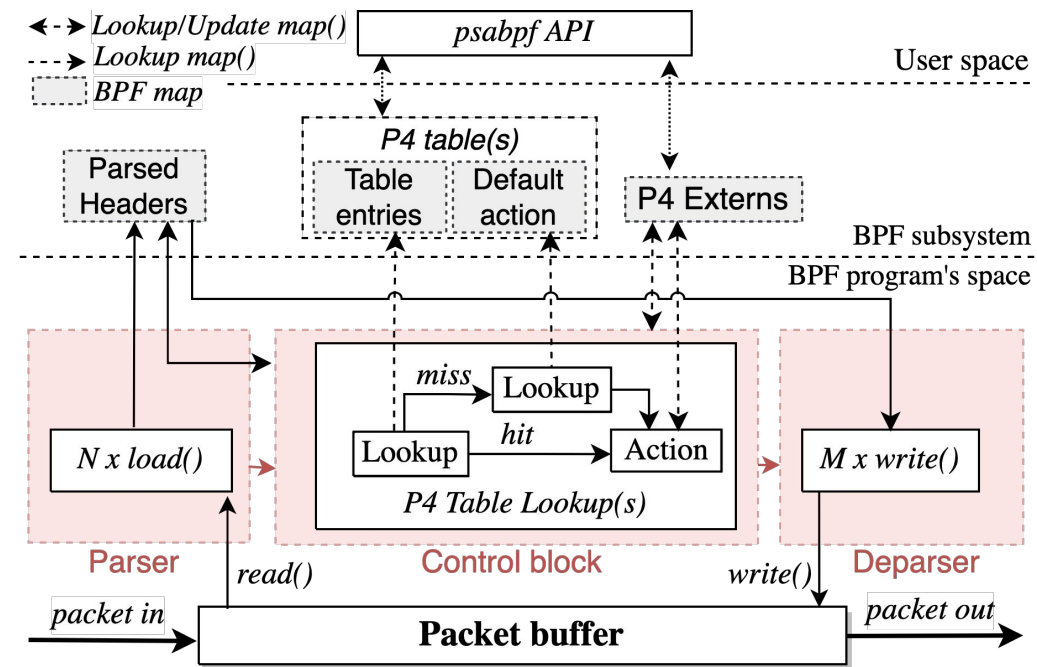 Lookup/Update map()
Lookup map()
BPF map
psabpf API
User space
P4 table(s)
Parsed
Headers
Table
entries
Default
action
P4 Externs
BPF subsystem
BPF program's space
miss
Lookup
hit
Lookup
Action
N x load()
M x write()
P4 Table Lookup(s)
Parser
Control block
Deparser
read()
write()
packet in
packet out
Packet buffer